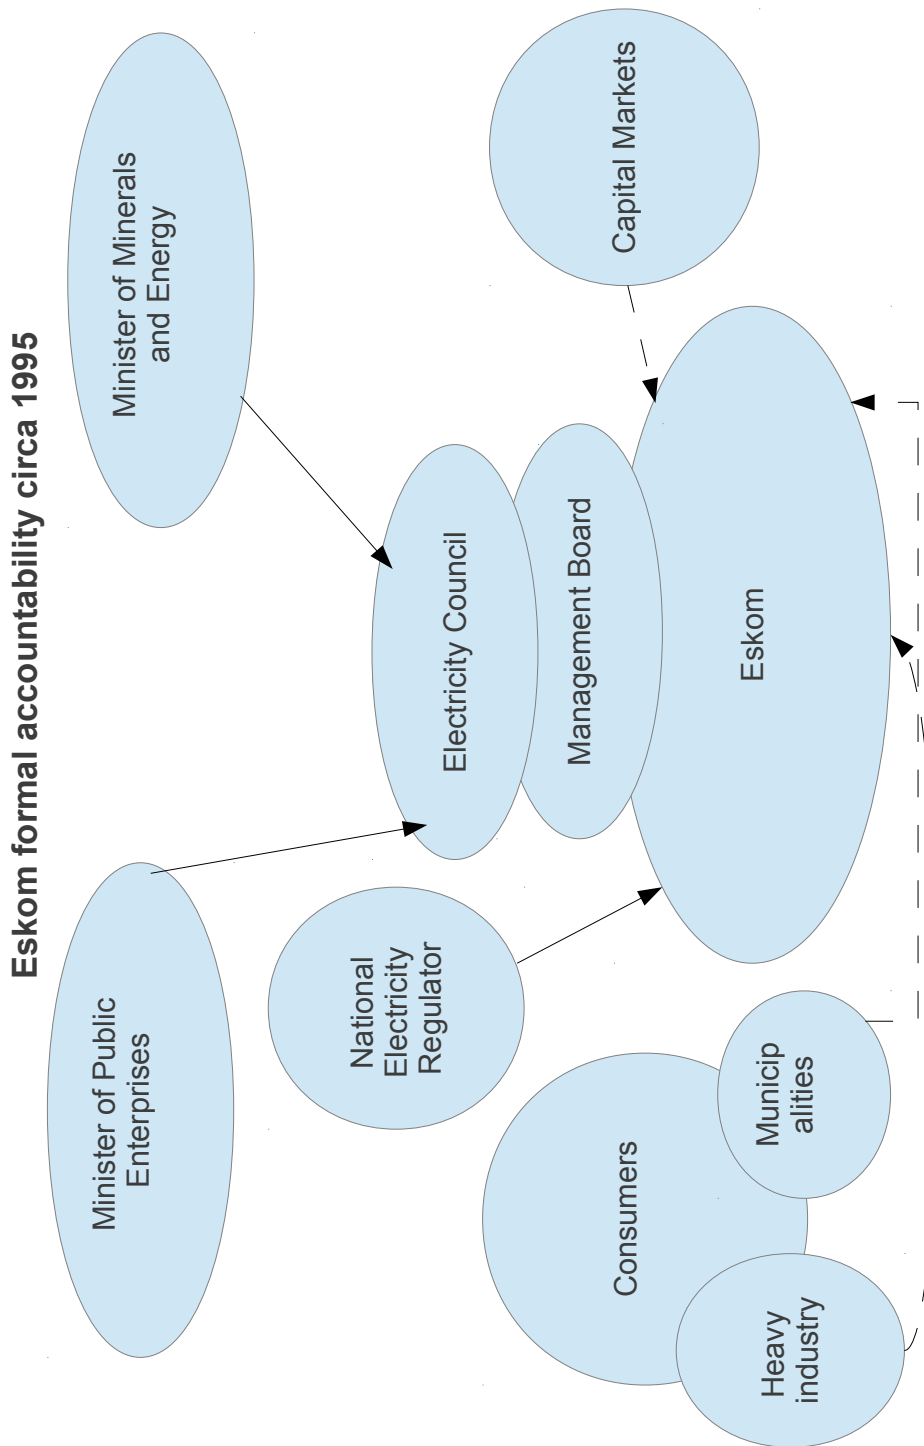 Eskom formal accountability circa 1995
Minister of Public
Enterprises
Minister of Minerals
and Energy
National
Electricity
Regulator
Electricity Council
Management Board
Eskom
Capital Markets
Consumers
Municip
alities
Heavy
industry